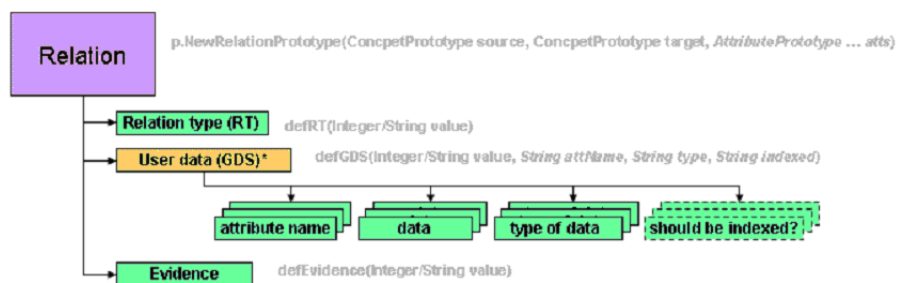 Relation
p.NewRelationPrototype(ConcpetPrototype source, ConcpetPrototype target, AttributePrototype ... atts)
Relation type (RT)
defRT(Integer/String value)
User data (GDS)*
defGDS(Integer/String value, String attName, String type, String indexed)
attribute name
data
type of data
should be indexed?
Evidence
defEvidence(Integer/String value)